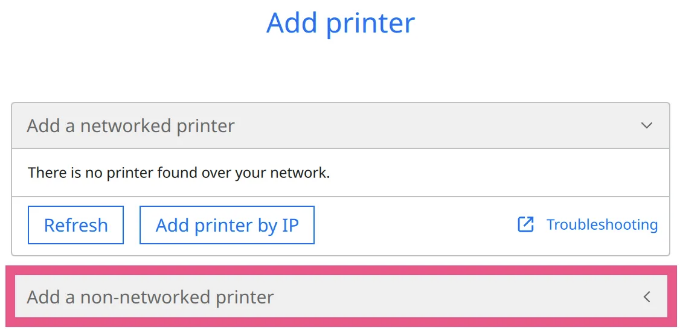 Add printer
Add a networked printer
There is no printer found over your network.
Refresh
Add printer by IP
Troubleshooting
Add a non-networked printer